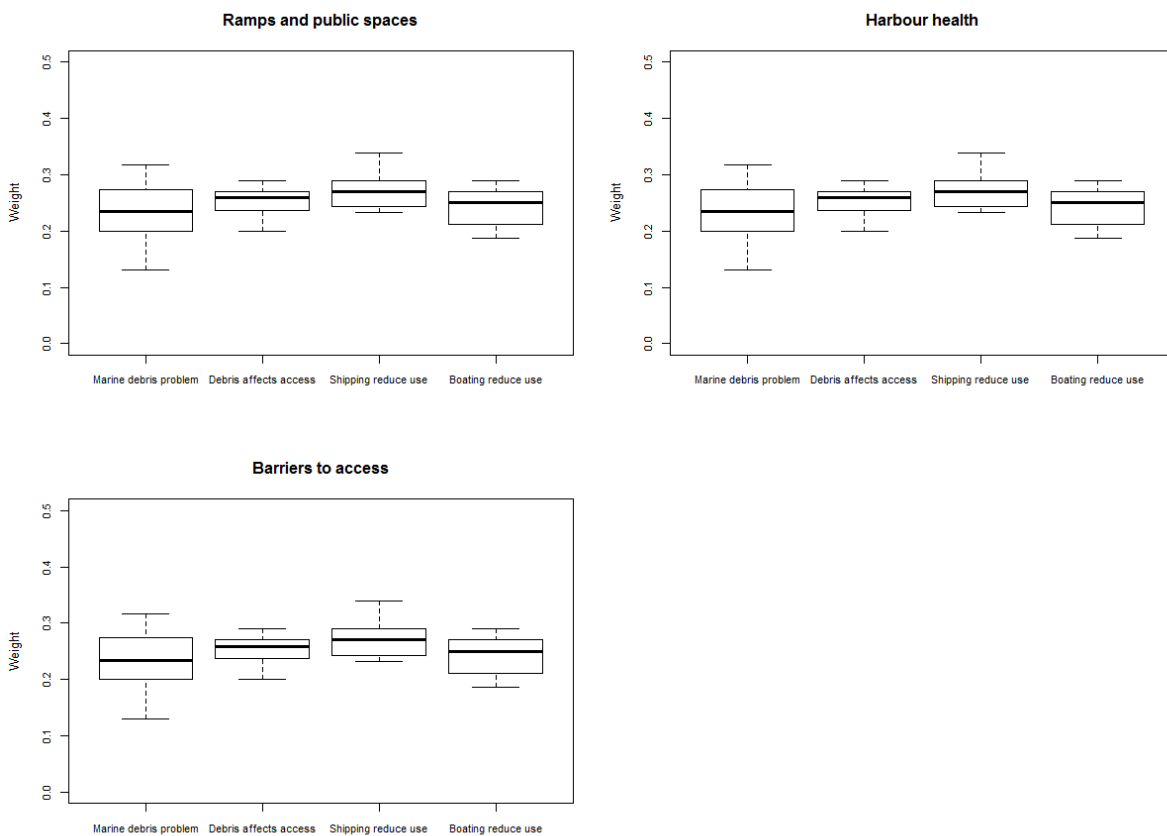 Ramps and public spaces
Weight
0.5
0.4
0.3
0.2
0.1
0.0
Marine debris problem Debris affects access Shipping reduce use Boating reduce use
Harbour health
Weight
0.5
0.4
0.3
0.2
0.1
0.0
Marine debris problem Debris affects access Shipping reduce use Boating reduce use
Barriers to access
Weight
0.5
0.4
0.3
0.2
0.1
0.0
Marine debris problem Debris affects access Shipping reduce use Boating reduce use